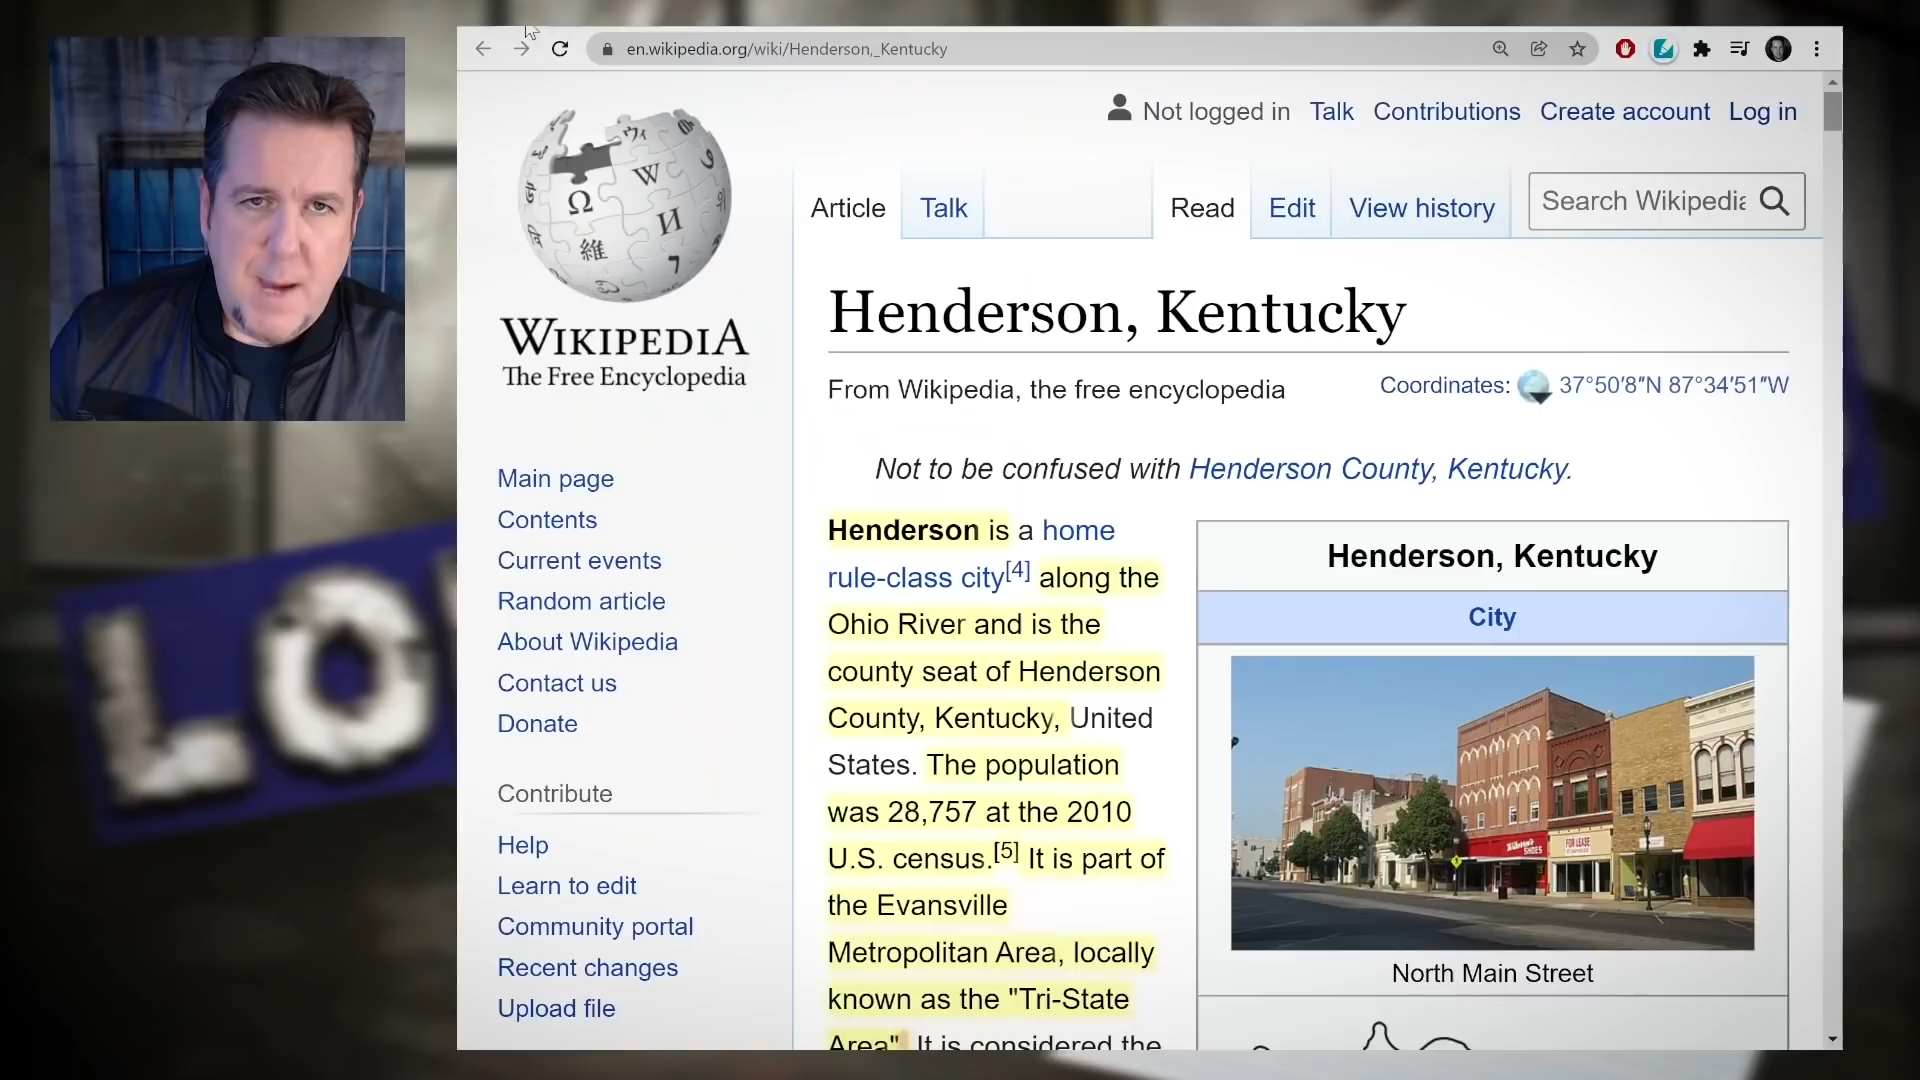 en.wikipedia.org/wiki/Henderson,_Kentucky
Not logged in Talk Contributions Create account Log in
Article Talk Read Edit View history
Search Wikipedia
WIKIPEDIA
The Free Encyclopedia
Henderson, Kentucky
From Wikipedia, the free encyclopedia
Coordinates: 37°50′8″N 87°34′51″W
Not to be confused with Henderson County, Kentucky.
Main page
Contents
Current events
Random article
About Wikipedia
Contact us
Donate
Contribute
Help
Learn to edit
Community portal
Recent changes
Upload file
Henderson is a home
rule-class city[4] along the
Ohio River and is the
county seat of Henderson
County, Kentucky, United
States. The population
was 28,757 at the 2010
U.S. census.[5] It is part of
the Evansville
Metropolitan Area, locally
known as the "Tri-State
Area". It is considered the
Henderson, Kentucky
City
SHOES
FOR LEASE
North Main Street
LO